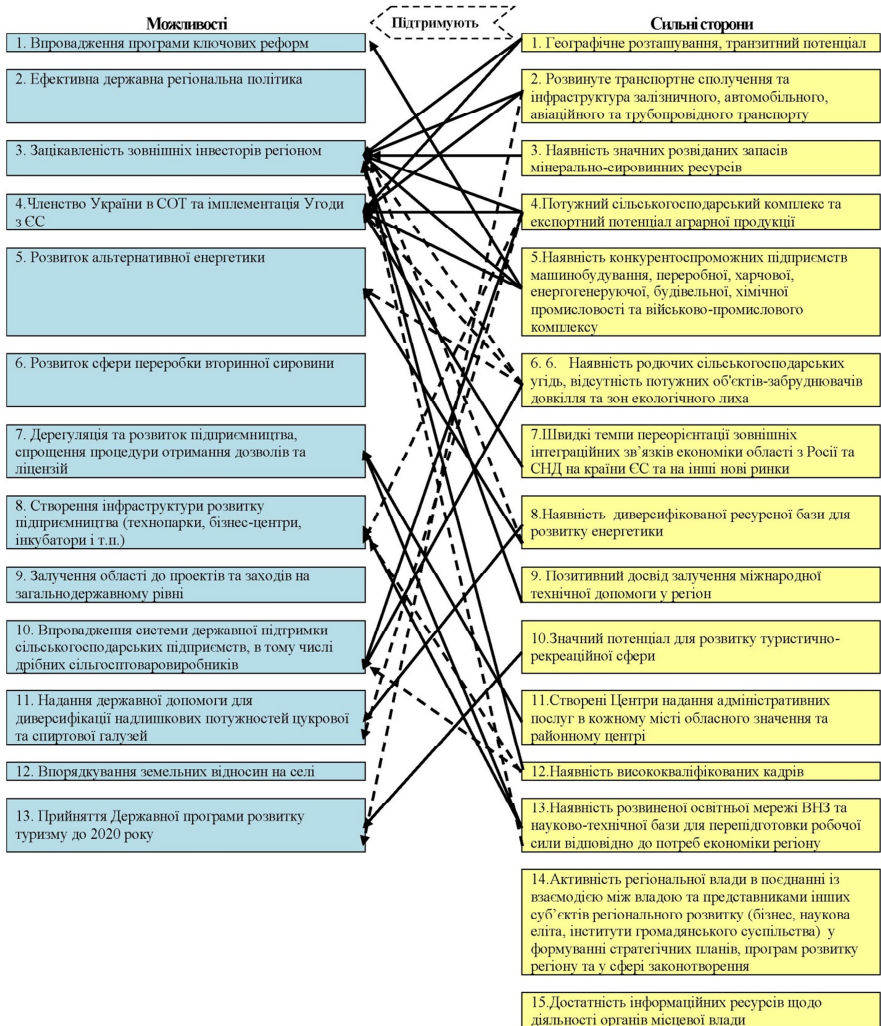 Можливості
Підтримують
Сильні сторони
1. Впровадження програми ключових реформ
2. Ефективна державна регіональна політика
3. Зацікавленість зовнішніх інвесторів регіоном
4.Членство України в СОТ та імплементація Угоди
з ЄС
5. Розвиток альтернативної енергетики
6. Розвиток сфери переробки вторинної сировини
7. Дерегуляція та розвиток підприємництва,
спрощення процедури отримання дозволів та
ліцензій
8. Створення інфраструктури розвитку
підприємництва (технопарки, бізнес-центри,
інкубатори і т.п.)
9. Залучення області до проектів та заходів на
загальнодержавному рівні
10. Впровадження системи державної підтримки
сільськогосподарських підприємств, в тому числі
дрібних сільгосптоваровиробників
11. Надання державної допомоги для
диверсифікації надлишкових потужностей цукрової
та спиртової галузей
12. Впорядкування земельних відносин на селі
13. Прийняття Державної програми розвитку
туризму до 2020 року
1. Географічне розташування, транзитний потенціал
2. Розвинуте транспортне сполучення та
інфраструктура залізничного, автомобільного,
авіаційного та трубопровідного транспорту
3. Наявність значних розвіданих запасів
мінерально-сировинних ресурсів
4.Потужний сільськогосподарський комплекс та
експортний потенціал аграрної продукції
5.Наявність конкурентоспроможних підприємств
машинобудування, переробної, харчової,
енергогенеруючої, будівельної, хімічної
промисловості та військово-промислового
комплексу
6. 6. Наявність родючих сільськогосподарських
угідь, відсутність потужних об'єктів-забруднювачів
довкілля та зон екологічного лиха
7.Швидкі темпи переорієнтації зовнішніх
інтеграційних зв’язків економіки області з Росії та
СНД на країни ЄС та на інші нові ринки
8.Наявність диверсифікованої ресурсної бази для
розвитку енергетики
9. Позитивний досвід залучення міжнародної
технічної допомоги у регіон
10.Значний потенціал для розвитку туристично-
рекреаційної сфери
11.Створені Центри надання адміністративних
послуг в кожному місті обласного значення та
районному центрі
12.Наявність висококваліфікованих кадрів
13.Наявність розвиненої освітньої мережі ВНЗ та
науково-технічної бази для перепідготовки робочої
сили відповідно до потреб економіки регіону
14.Активність регіональної влади в поєднанні із
взаємодією між владою та представниками інших
суб’єктів регіонального розвитку (бізнес, наукова
еліта, інститути громадянського суспільства) у
формуванні стратегічних планів, програм розвитку
регіону та у сфері законотворення
15.Достатність інформаційних ресурсів щодо
діяльності органів місцевої влади